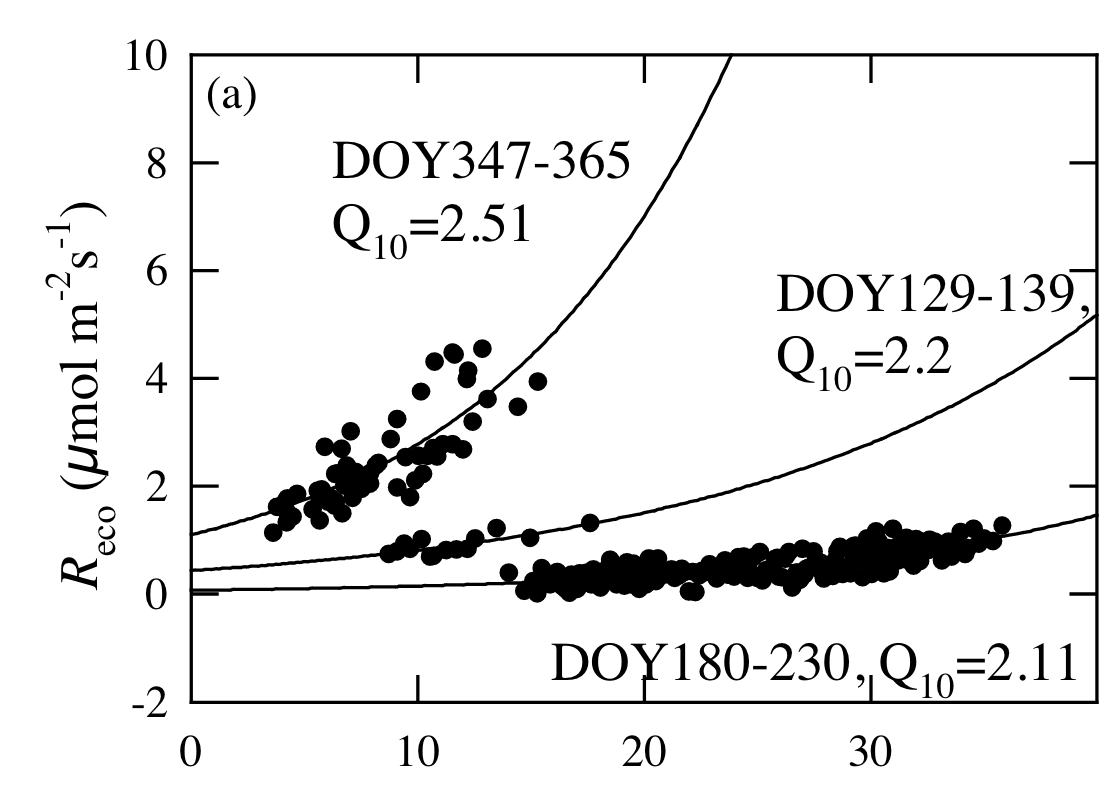 10
(a)
DOY347-365
8
Q10=2.51
6
DOY129-139,
Q10=2.2
4
2
0
DOY180-230, Q10=2.11
-2
0 10 20 30
Reco (μmol m-2s-1)